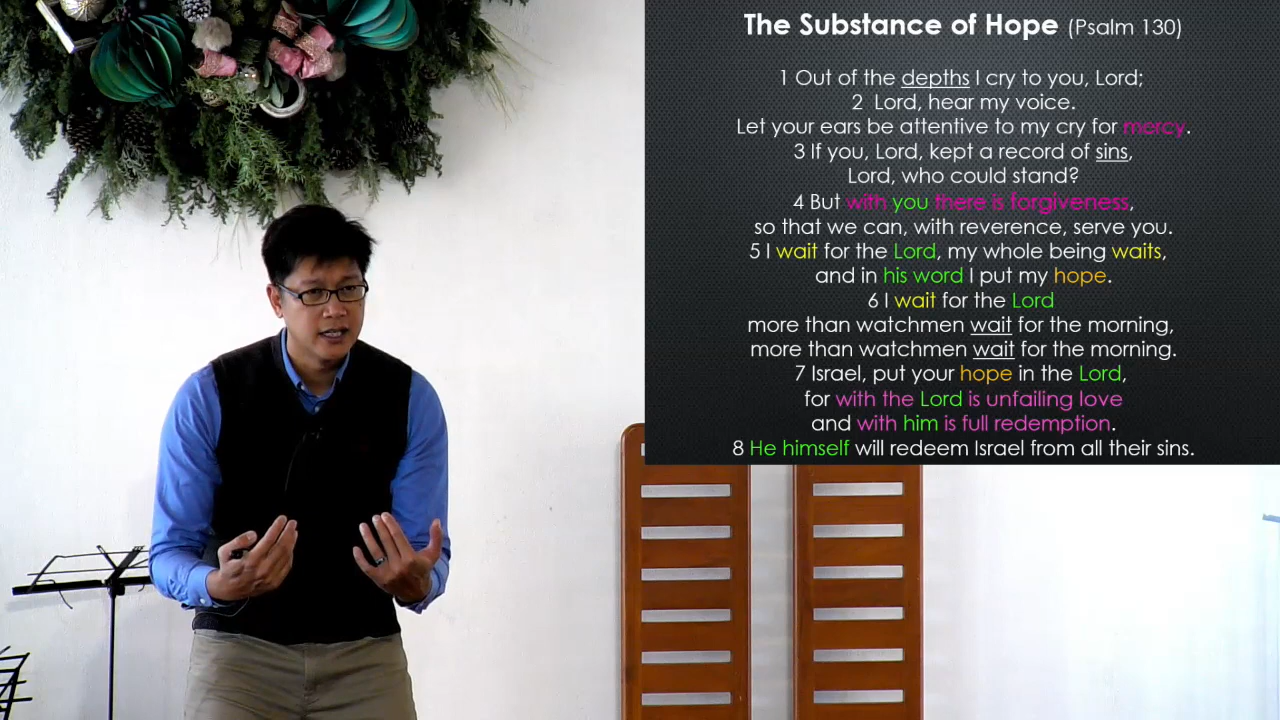 The Substance of Hope (Psalm 130)
1 Out of the depths I cry to you, Lord;
2 Lord, hear my voice.
Let your ears be attentive to my cry for mercy.
3 If you, Lord, kept a record of sins,
Lord, who could stand?
4 But with you there is forgiveness,
so that we can, with reverence, serve you.
5 I wait for the Lord, my whole being waits,
and in his word I put my hope.
6 I wait for the Lord
more than watchmen wait for the morning,
more than watchmen wait for the morning.
7 Israel, put your hope in the Lord,
for with the Lord is unfailing love
and with him is full redemption.
8 He himself will redeem Israel from all their sins.